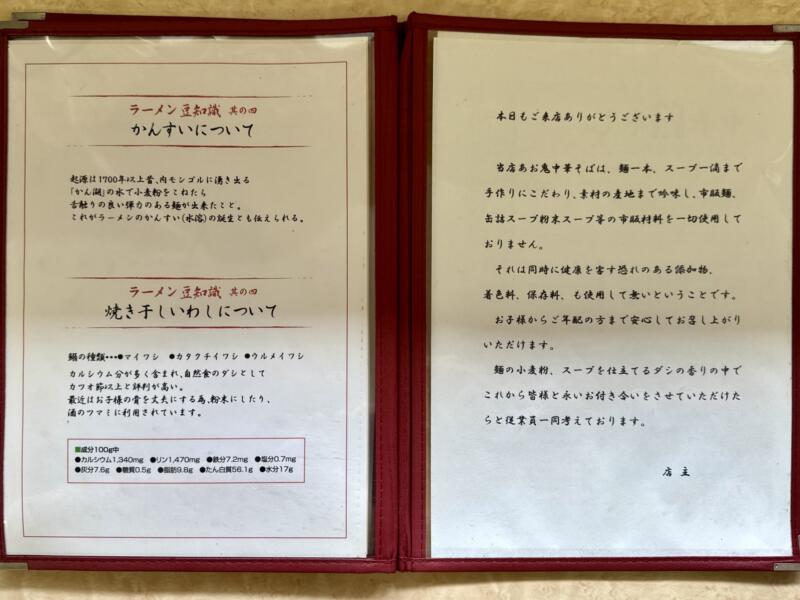 ラーメン豆知識 其の四
かんすいについて
起源は1700年以上昔、内モンゴルに湧き出る
「かん湖」の水で小麦粉をこねたら
舌触りの良い弾力のある麺が出来たこと。
これがラーメンのかんすい(水溶)の誕生とも伝えられる。
ラーメン豆知識 其の四
焼き干しいわしについて
鰯の種類•••●マイワシ ●カタクチイワシ ●ウルメイワシ
カルシウム分が多く含まれ、自然食のダシとして
カツオ節以上と評判が高い。
最近はお子様の骨を丈夫にする為、粉末にしたり、
酒のツマミに利用されています。
■成分100g中
●カルシウム1,340mg ●リン1,470mg ●鉄分7.2mg ●塩分0.7mg
●灰分7.6g ●糖質0.5g ●脂肪9.8g ●たん白質56.1g ●水分17g
本日もご来店ありがとうございます
当店あお鬼中華そばは、麺一本、スープ一滴まで
手作りにこだわり、素材の産地まで吟味し、市販麺、
缶詰スープ粉末スープ等の市販材料を一切使用して
おりません。
それは同時に健康を害す恐れのある添加物、
着色料、保存料、も使用して無いということです。
お子様からご年配の方まで安心してお召し上がり
いただけます。
麺の小麦粉、スープを仕立てるダシの香りの中で
これから皆様と永いお付き合いをさせていただけた
らと従業員一同考えております。
店主